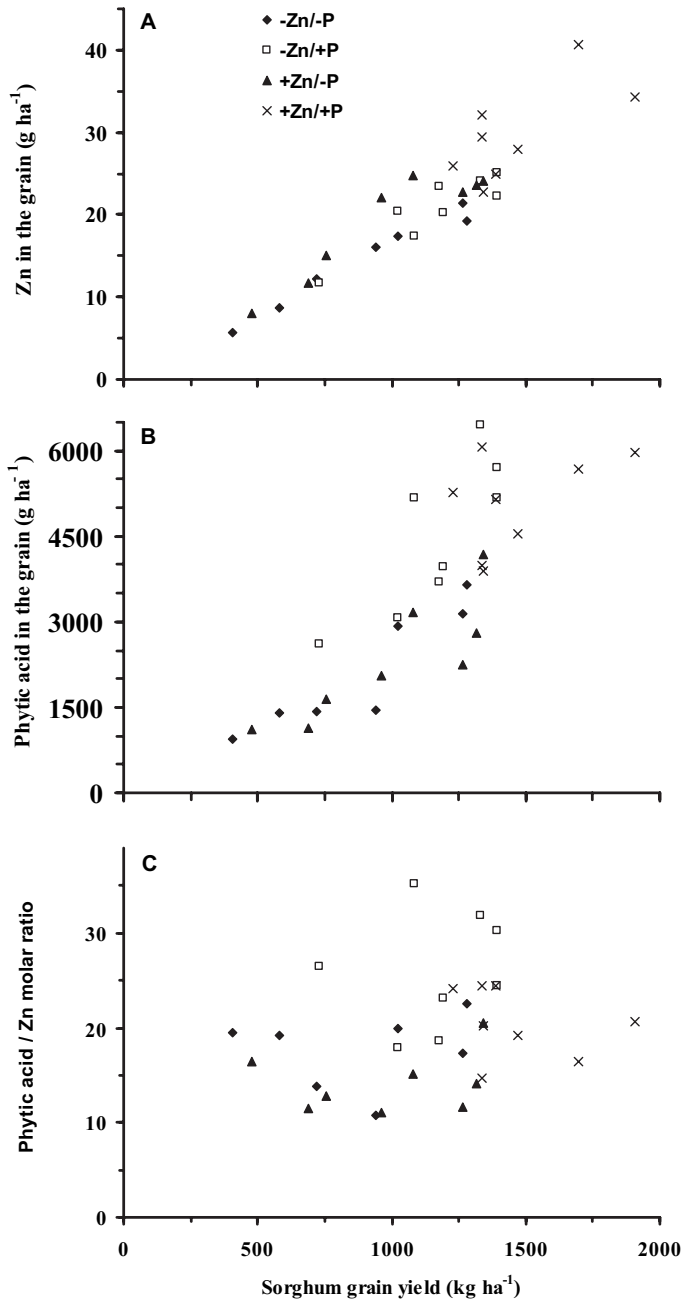 A
-Zn/-P
-Zn/+P
+Zn/-P
+Zn/+P
Zn in the grain (g ha⁻¹)
40
30
20
10
0
B
Phytic acid in the grain (g ha⁻¹)
6000
4500
3000
1500
0
C
Phytic acid / Zn molar ratio
30
20
10
0
0 500 1000 1500 2000
Sorghum grain yield (kg ha⁻¹)